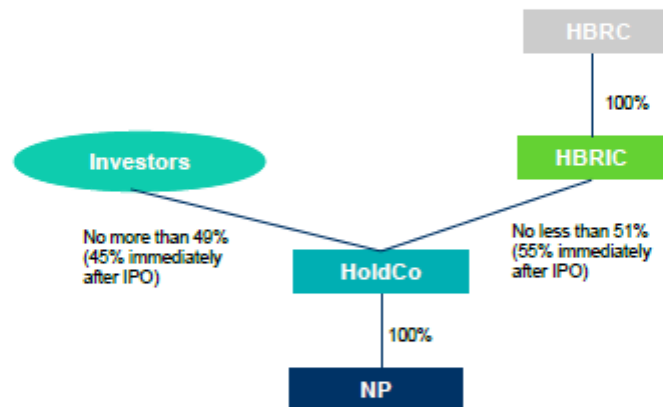 HBRC
100%
Investors
HBRIC
No more than 49%
(45% immediately
after IPO)
No less than 51%
(55% immediately
after IPO)
HoldCo
100%
NP